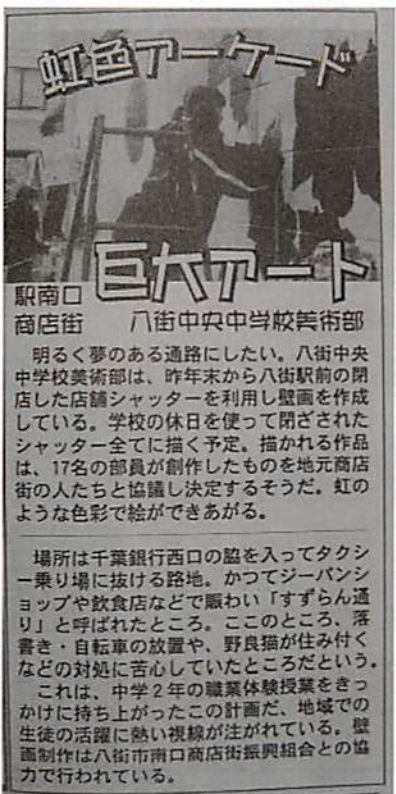 虹色アーケード
巨大アート
駅南口
商店街　八街中央中学校美術部
　明るく夢のある通路にしたい。八街中央
中学校美術部は、昨年末から八街駅前の閉
店した店舗シャッターを利用し壁画を作成
している。学校の休日を使って閉ざされた
シャッター全てに描く予定。描かれる作品
は、17名の部員が創作したものを地元商店
街の人たちと協議し決定するそうだ。虹の
ような色彩で絵ができあがる。
　場所は千葉銀行西口の脇を入ってタクシ
ー乗り場に抜ける路地。かつてジーパンシ
ョップや飲食店などで賑わい「すずらん通
り」と呼ばれたところ。ここのところ、落
書き・自転車の放置や、野良猫が住み付く
などの対処に苦心していたところだという。
　これは、中学２年の職業体験授業をきっ
かけに持ち上がったこの計画だ、地域での
生徒の活躍に熱い視線が注がれている。壁
画制作は八街市南口商店街振興組合との協
力で行われている。